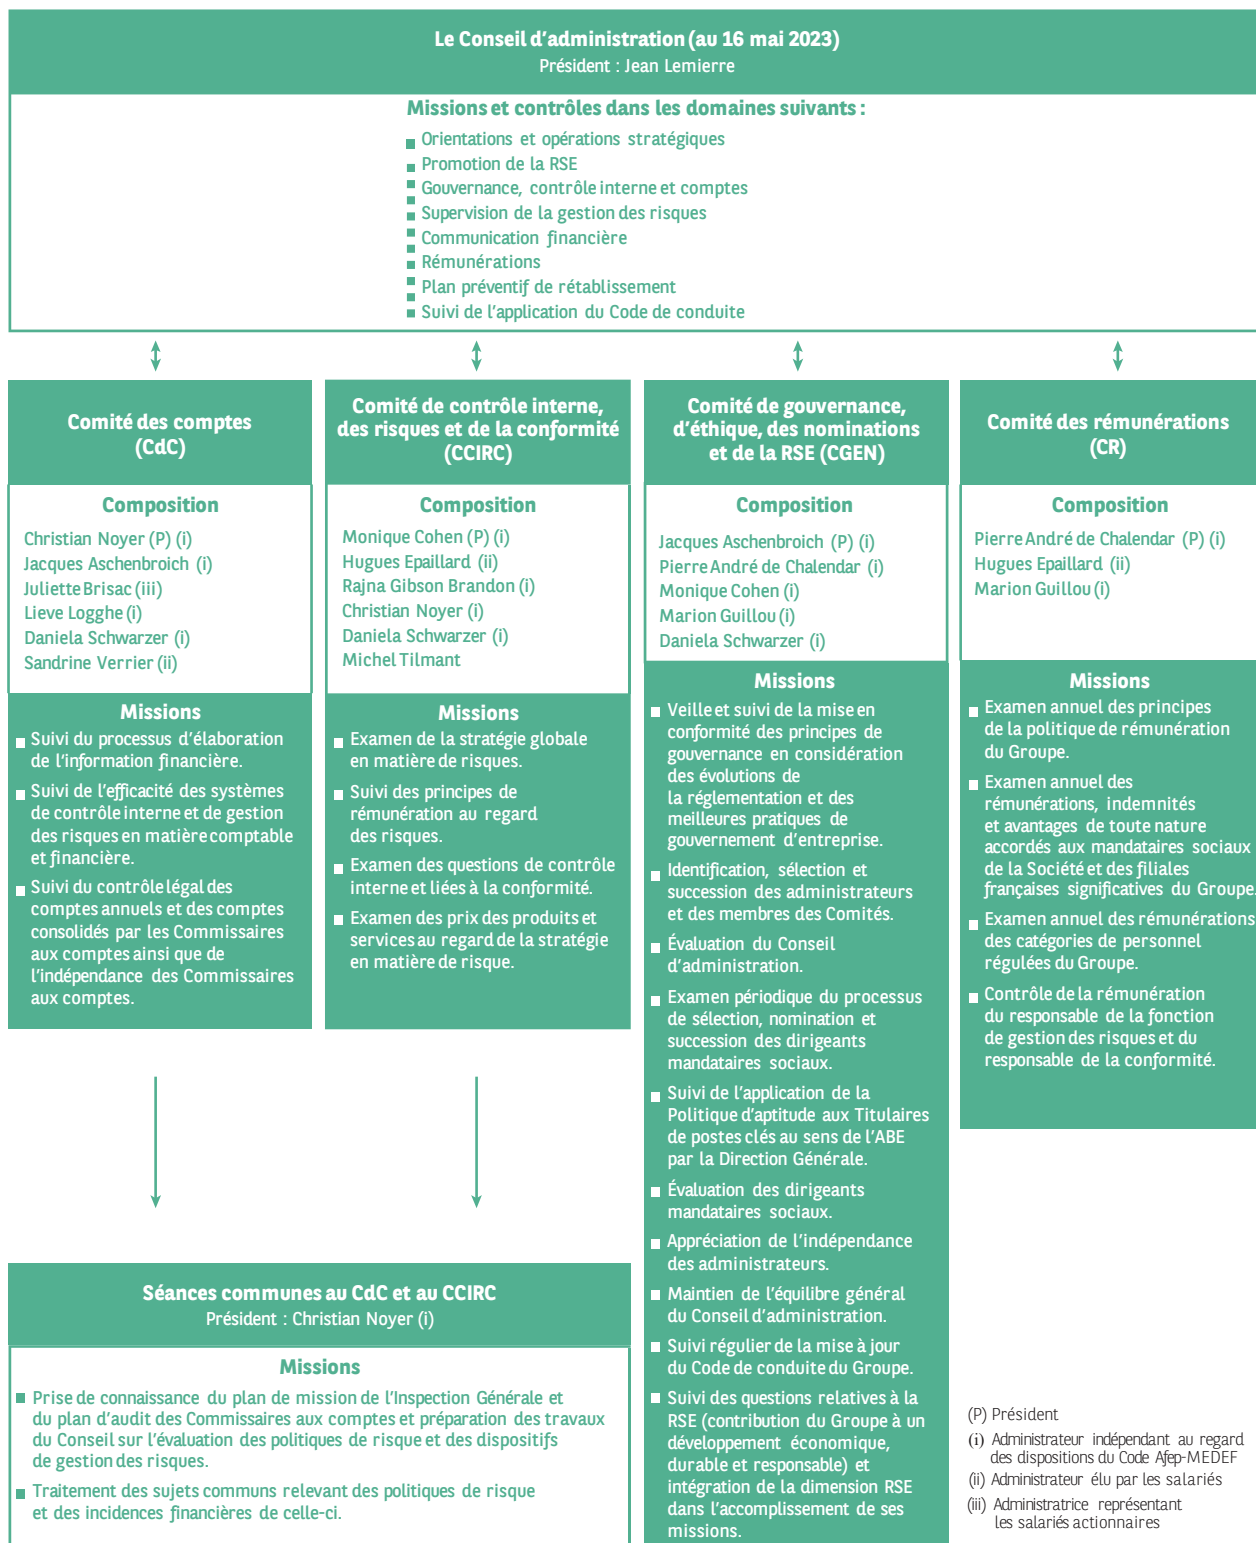 Le Conseil d'administration (au 16 mai 2023)
Président : Jean Lemierre
Missions et contrôles dans les domaines suivants :
Orientations et opérations stratégiques
Promotion de la RSE
Gouvernance, contrôle interne et comptes
Supervision de la gestion des risques
Communication financière
Rémunérations
Plan préventif de rétablissement
Suivi de l'application du Code de conduite
Comité des comptes
(CdC)
Composition
Christian Noyer (P) (i)
Jacques Aschenbroich (i)
Juliette Brisac (iii)
Lieve Logghe (i)
Daniela Schwarzer (i)
Sandrine Verrier (ii)
Missions
Suivi du processus d'élaboration
de l'information financière.
Suivi de l'efficacité des systèmes
de contrôle interne et de gestion
des risques en matière comptable
et financière.
Suivi du contrôle légal des
comptes annuels et des comptes
consolidés par les Commissaires
aux comptes ainsi que de
l'indépendance des Commissaires
aux comptes.
Comité de contrôle interne,
des risques et de la conformité
(CCIRC)
Composition
Monique Cohen (P) (i)
Hugues Epaillard (ii)
Rajna Gibson Brandon (i)
Christian Noyer (i)
Daniela Schwarzer (i)
Michel Tilmant
Missions
Examen de la stratégie globale
en matière de risques.
Suivi des principes de
rémunération au regard
des risques.
Examen des questions de contrôle
interne et liées à la conformité.
Examen des prix des produits et
services au regard de la stratégie
en matière de risque.
Comité de gouvernance,
d'éthique, des nominations
et de la RSE (CGEN)
Composition
Jacques Aschenbroich (P) (i)
Pierre André de Chalendar (i)
Monique Cohen (i)
Marion Guillou (i)
Daniela Schwarzer (i)
Missions
Veille et suivi de la mise en
conformité des principes de
gouvernance en considération
des évolutions de
la réglementation et des
meilleures pratiques de
gouvernement d'entreprise.
Identification, sélection et
succession des administrateurs
et des membres des Comités.
Évaluation du Conseil
d'administration.
Examen périodique du processus
de sélection, nomination et
succession des dirigeants
mandataires sociaux.
Suivi de l'application de la
Politique d'aptitude aux Titulaires
de postes clés au sens de l'ABE
par la Direction Générale.
Évaluation des dirigeants
mandataires sociaux.
Appréciation de l'indépendance
des administrateurs.
Maintien de l'équilibre général
du Conseil d'administration.
Suivi régulier de la mise à jour
du Code de conduite du Groupe.
Suivi des questions relatives à la
RSE (contribution du Groupe à un
développement économique,
durable et responsable) et
intégration de la dimension RSE
dans l'accomplissement de ses
missions.
Comité des rémunérations
(CR)
Composition
Pierre André de Chalendar (P) (i)
Hugues Epaillard (ii)
Marion Guillou (i)
Missions
Examen annuel des principes
de la politique de rémunération
du Groupe.
Examen annuel des
rémunérations, indemnités
et avantages de toute nature
accordés aux mandataires sociaux
de la Société et des filiales
françaises significatives du Groupe.
Examen annuel des rémunérations
des catégories de personnel
régulées du Groupe.
Contrôle de la rémunération
du responsable de la fonction
de gestion des risques et du
responsable de la conformité.
Séances communes au CdC et au CCIRC
Président : Christian Noyer (i)
Missions
Prise de connaissance du plan de mission de l'Inspection Générale et
du plan d'audit des Commissaires aux comptes et préparation des travaux
du Conseil sur l'évaluation des politiques de risque et des dispositifs
de gestion des risques.
Traitement des sujets communs relevant des politiques de risque
et des incidences financières de celle-ci.
(P) Président
(i) Administrateur indépendant au regard
des dispositions du Code Afep-MEDEF
(ii) Administrateur élu par les salariés
(iii) Administratrice représentant
les salariés actionnaires